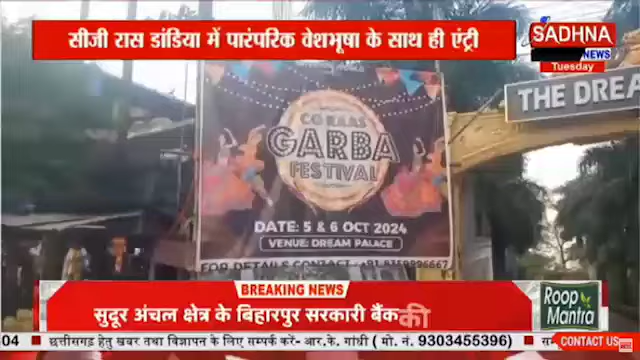 सीजी रास डांडिया में पारंपरिक वेशभूषा के साथ ही एंट्री
SADHNA
NEWS
Tuesday
THE DREA
CG RAAS
GARBA
FESTIVAL
DATE: 5 & 6 OCT 2024
VENUE: DREAM PALACE
FOR DETAILS CONTACT
BREAKING NEWS
सुदूर अंचल क्षेत्र के बिहारपुर सरकारी बैंक की
Roop
Mantra
04 छत्तीसगढ़ हेतु खबर तथा विज्ञापन के लिए सम्पर्क करें- आर.के. गांधी ( मो. न. 9303455396) सम्पर्क
CONTACT US